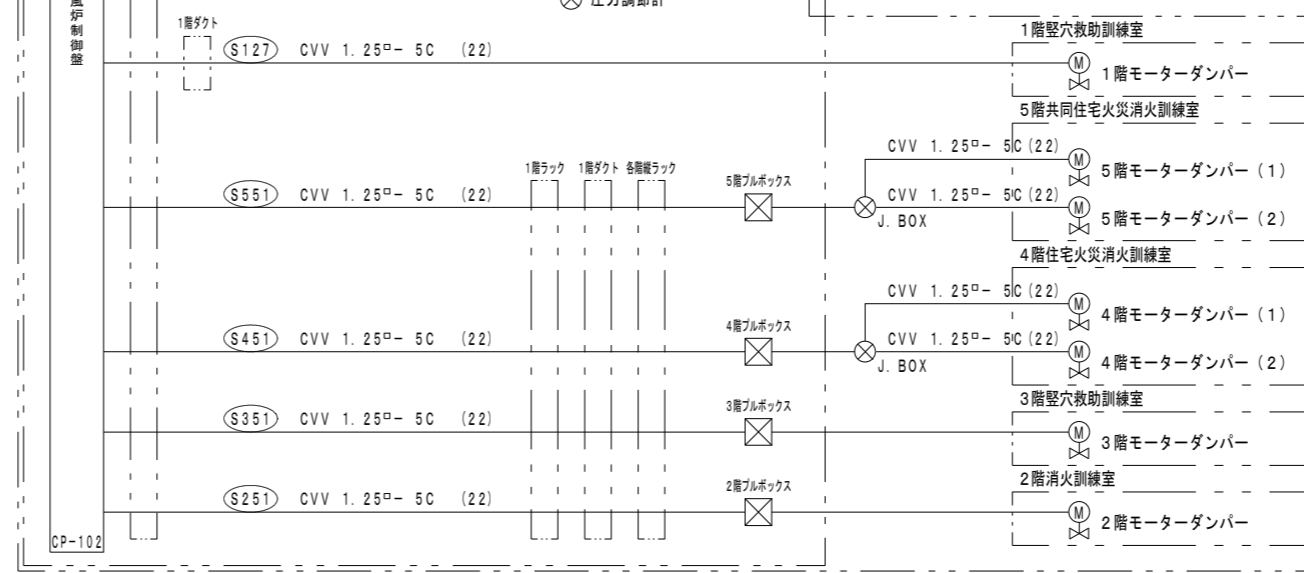 圧力調節計
風炉制御盤
1階ダクト
S127 CVV 1.25□- 5C (22)
1階竪穴救助訓練室
M
1階モーターダンパー
5階共同住宅火災消火訓練室
CVV 1.25□- 5C(22)
M
5階モーターダンパー(1)
1階ラック 1階ダクト 各階縦ラック
5階プルボックス
S551 CVV 1.25□- 5C (22)
CVV 1.25□- 5C(22)
M
5階モーターダンパー(2)
J.BOX
4階住宅火災消火訓練室
CVV 1.25□- 5C(22)
M
4階モーターダンパー(1)
4階プルボックス
S451 CVV 1.25□- 5C (22)
CVV 1.25□- 5C(22)
M
4階モーターダンパー(2)
J.BOX
3階竪穴救助訓練室
3階プルボックス
S351 CVV 1.25□- 5C (22)
M
3階モーターダンパー
2階消火訓練室
2階プルボックス
S251 CVV 1.25□- 5C (22)
M
2階モーターダンパー
CP-102